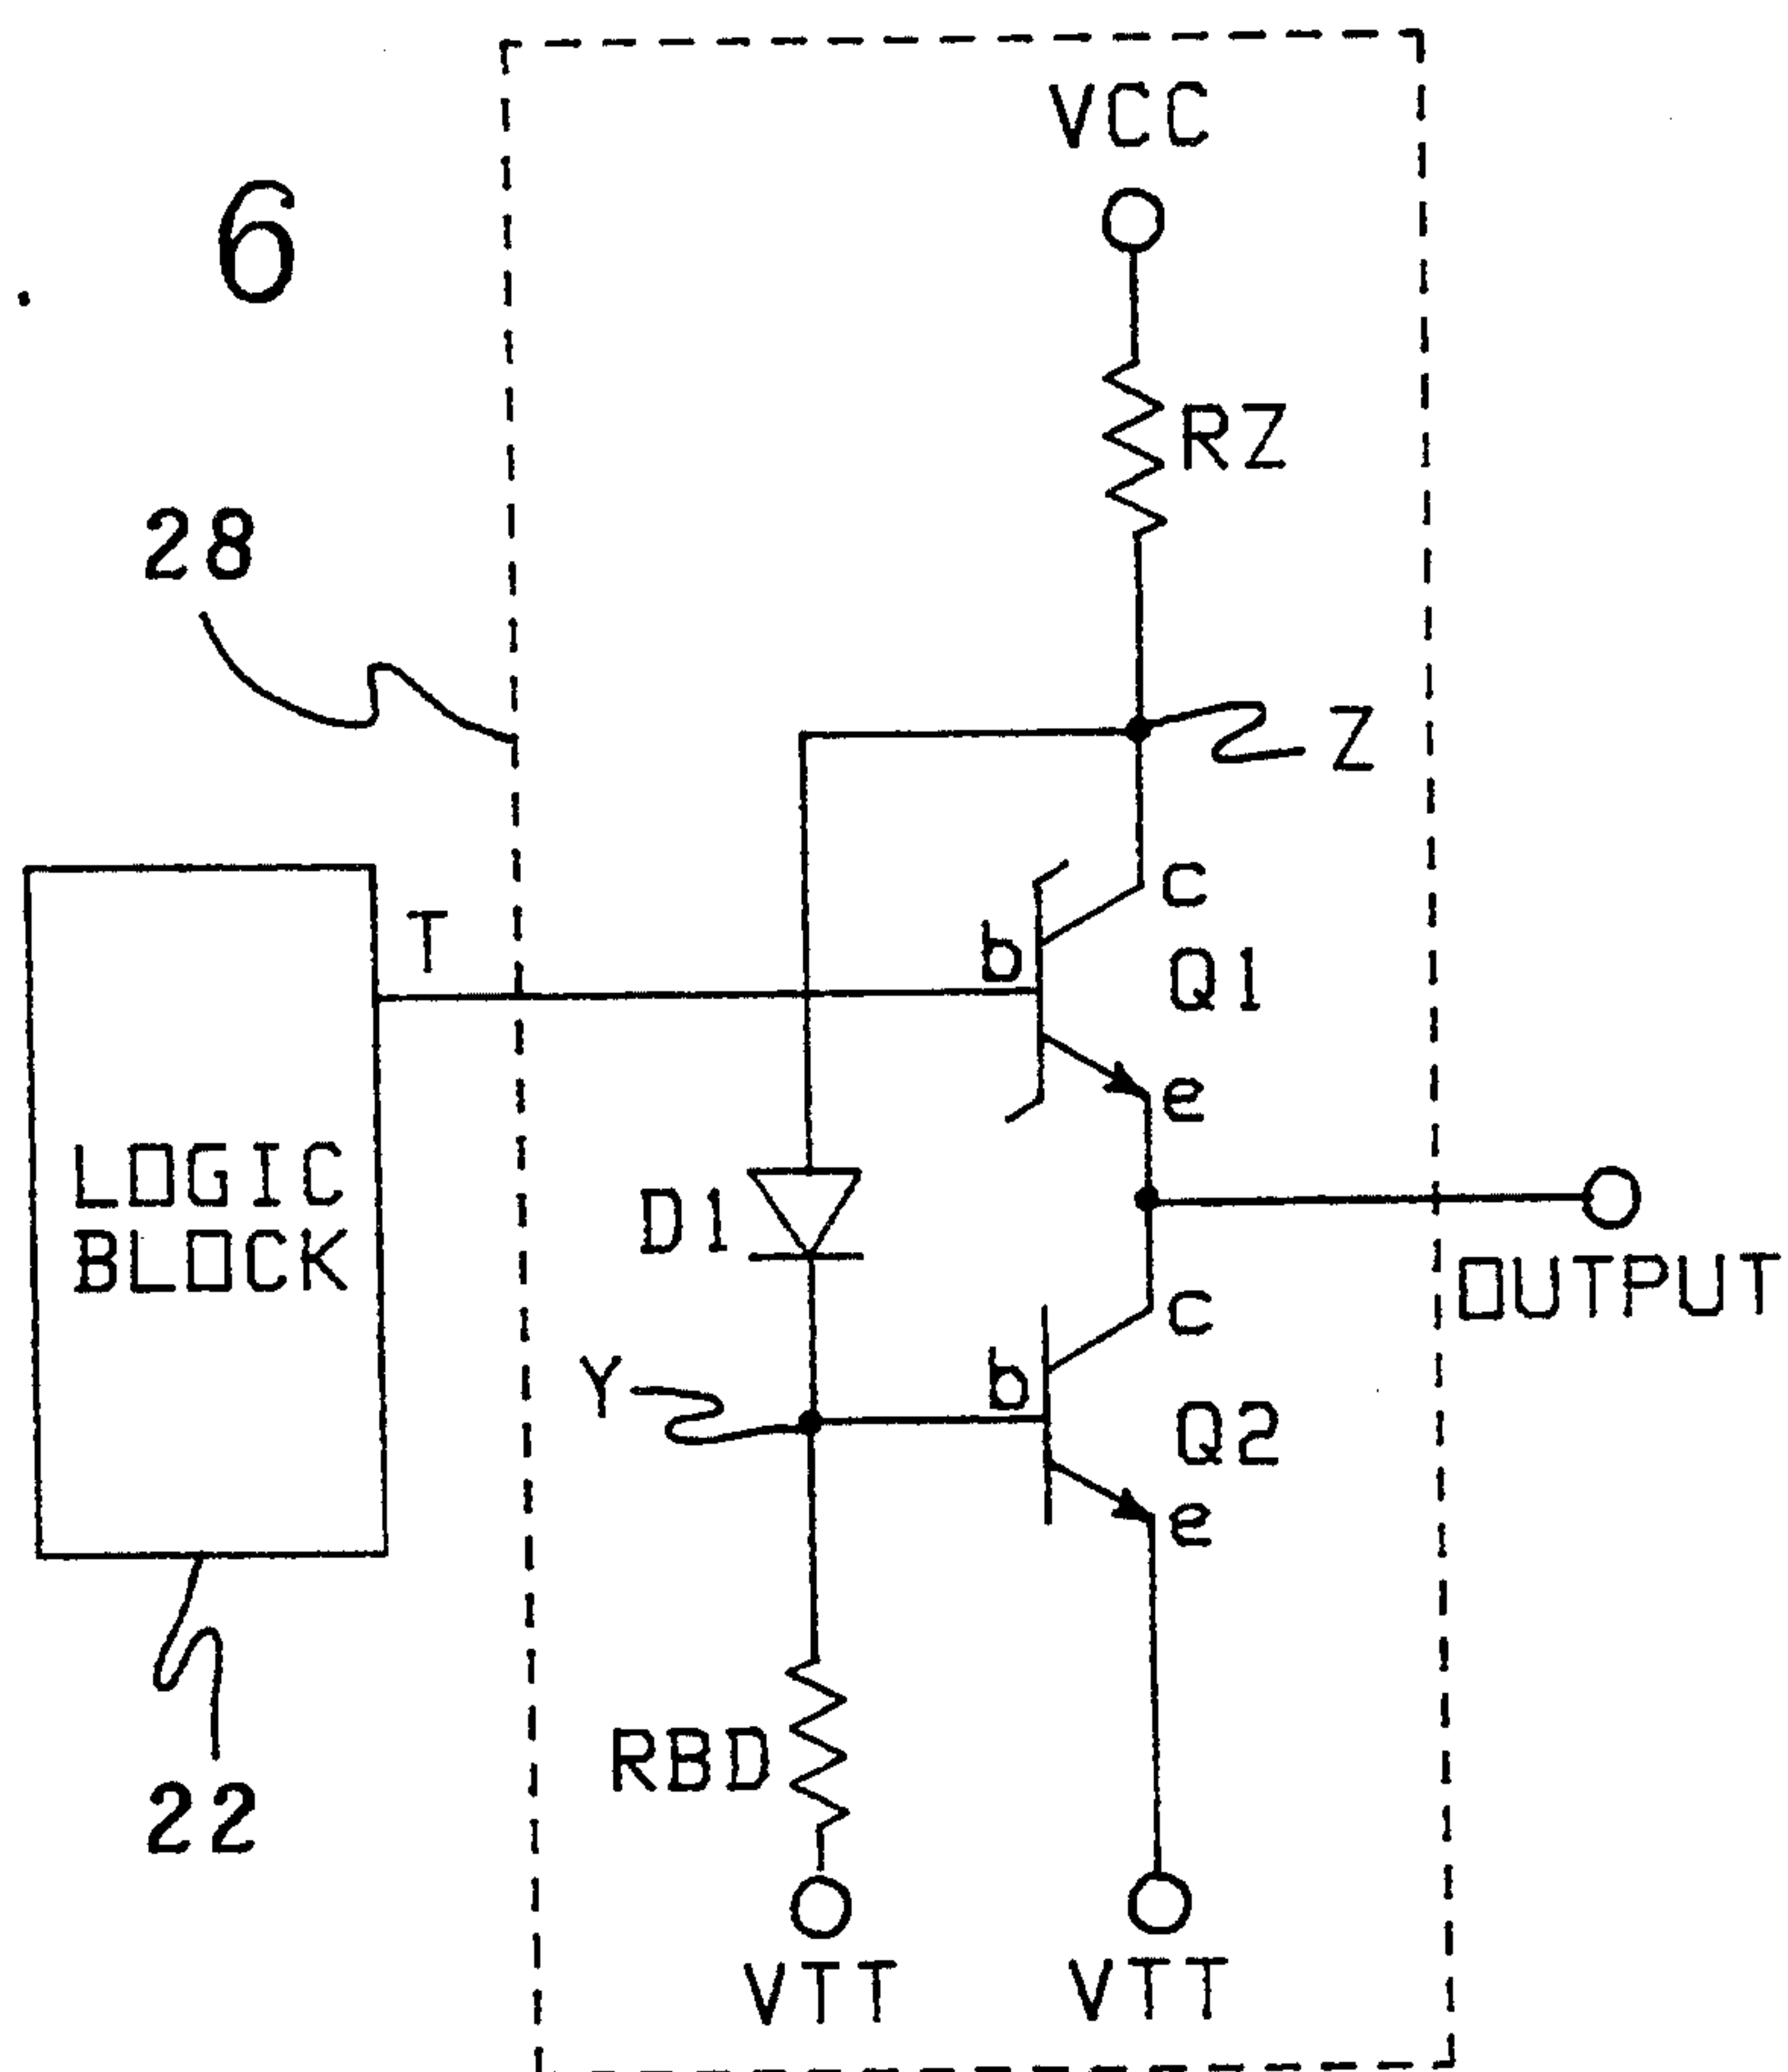 VCC
6
RZ
28
Z
c
T
b
Q1
e
LOGIC
BLOCK
D1
OUTPUT
c
Y
b
Q2
e
RBD
22
VTT
VTT